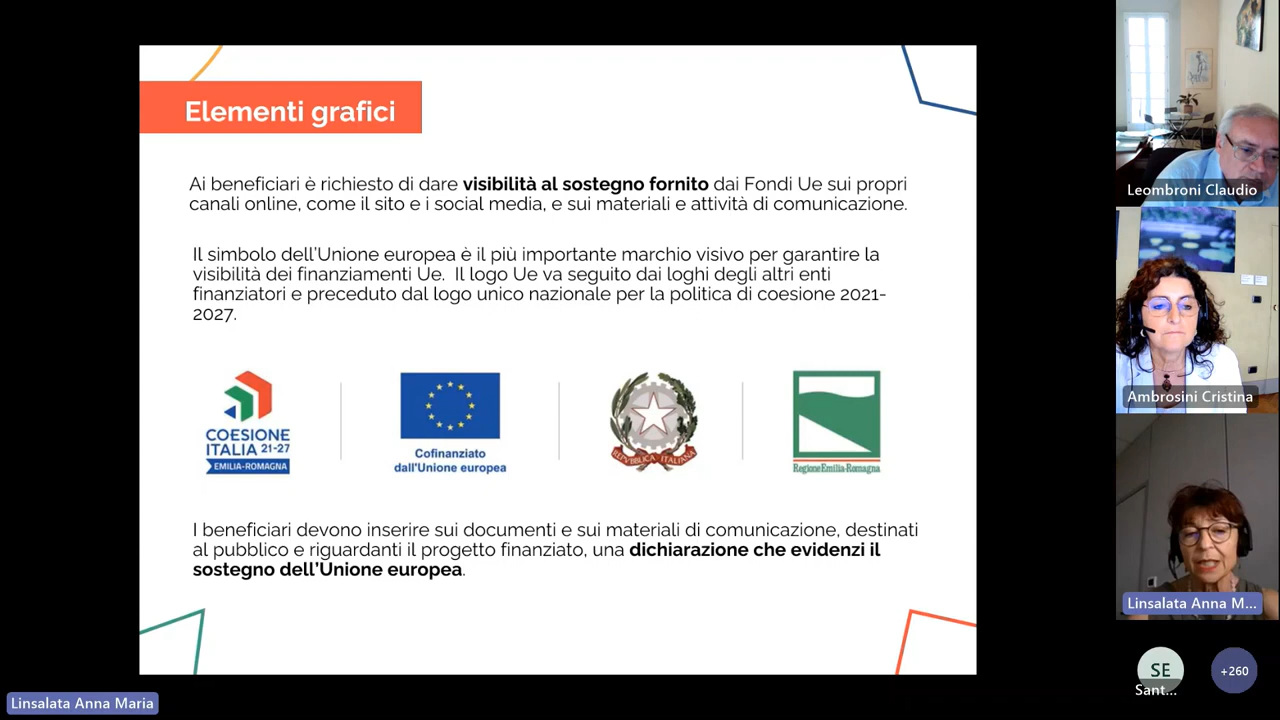 Elementi grafici
Ai beneficiari è richiesto di dare visibilità al sostegno fornito dai Fondi Ue sui propri
canali online, come il sito e i social media, e sui materiali e attività di comunicazione.
Il simbolo dell'Unione europea è il più importante marchio visivo per garantire la
visibilità dei finanziamenti Ue. Il logo Ue va seguito dai loghi degli altri enti
finanziatori e preceduto dal logo unico nazionale per la politica di coesione 2021-
2027.
COESIONE
ITALIA 21-27
EMILIA-ROMAGNA
Cofinanziato
dall'Unione europea
REPVBBLICA ITALIANA
RegioneEmilia-Romagna
I beneficiari devono inserire sui documenti e sui materiali di comunicazione, destinati
al pubblico e riguardanti il progetto finanziato, una dichiarazione che evidenzi il
sostegno dell'Unione europea.
Leombroni Claudio
Ambrosini Cristina
Linsalata Anna M...
SE
Sant...
+260
Linsalata Anna Maria